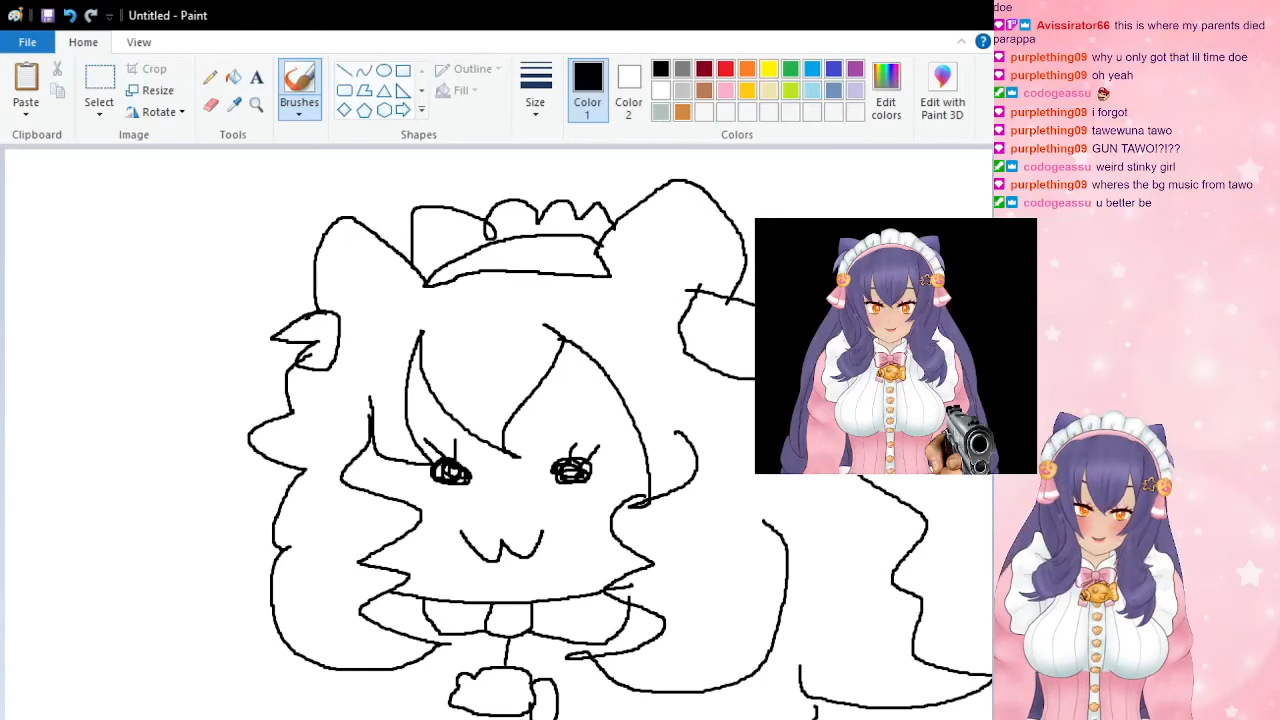 Untitled - Paint
File
Home
View
Paste
Clipboard
Select
Crop
Resize
Rotate
Image
A
Tools
Brushes
Outline
Fill
Shapes
Size
Color 1
Color 2
Edit colors
Edit with Paint 3D
Colors
doe
Avissirator66 this is where my parents died
parappa
purplething09 why u only got that lil time doe
purplething09 oh yeah
codogeassu
purplething09 i forgot
purplething09 tawewuna tawo
purplething09 GUN TAWO!?!??
codogeassu weird stinky girl
purplething09 wheres the bg music from tawo
codogeassu u better be